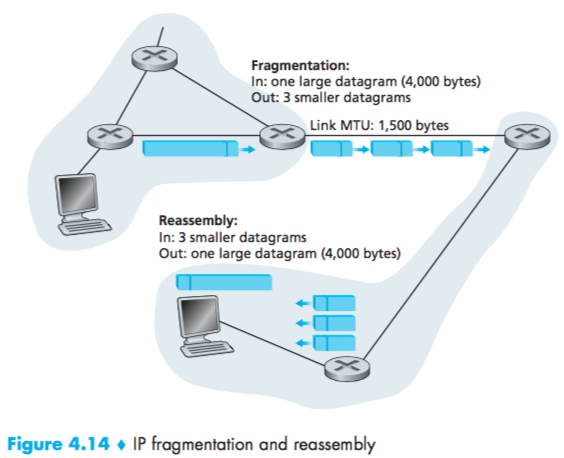 Fragmentation:
In: one large datagram (4,000 bytes)
Out: 3 smaller datagrams
Link MTU: 1,500 bytes
Reassembly:
In: 3 smaller datagrams
Out: one large datagram (4,000 bytes)
Figure 4.14 ♦ IP fragmentation and reassembly